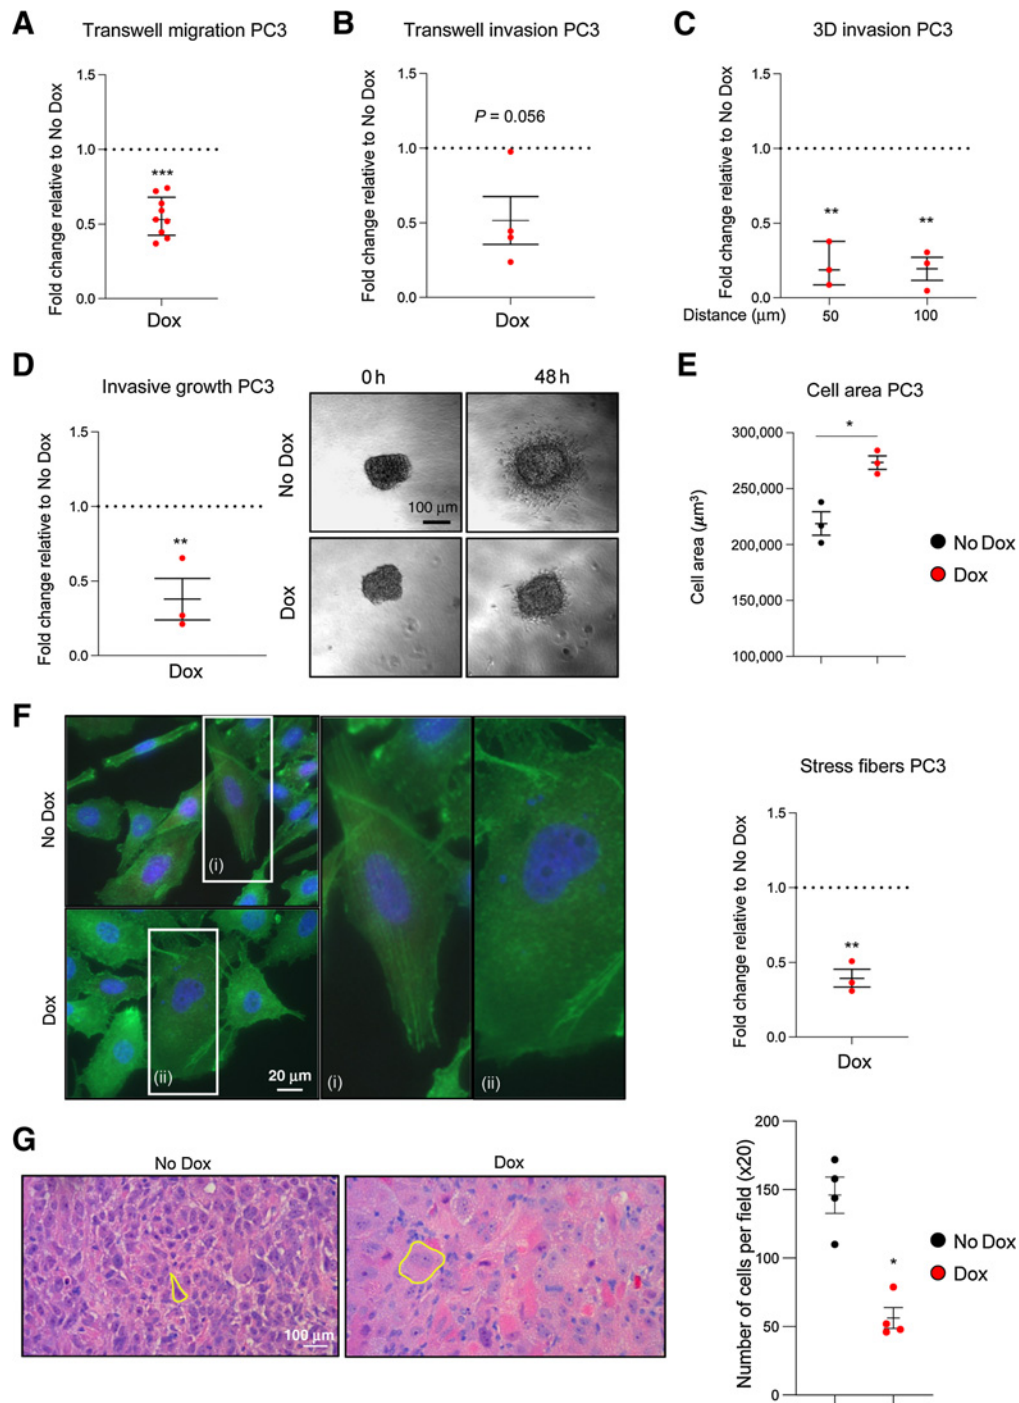 A
Transwell migration PC3
Fold change relative to No Dox
1.5
1.0
0.5
0.0
***
Dox
B
Transwell invasion PC3
Fold change relative to No Dox
1.5
1.0
0.5
0.0
P = 0.056
Dox
C
3D invasion PC3
Fold change relative to No Dox
1.5
1.0
0.5
0.0
**
**
Distance (μm)
50
100
D
Invasive growth PC3
Fold change relative to No Dox
1.5
1.0
0.5
0.0
**
Dox
0 h
48 h
No Dox
Dox
100 μm
E
Cell area PC3
Cell area (μm³)
300,000
250,000
200,000
150,000
100,000
*
No Dox
Dox
F
No Dox
Dox
(i)
(ii)
20 μm
(i)
(ii)
Stress fibers PC3
Fold change relative to No Dox
1.5
1.0
0.5
0.0
**
Dox
G
No Dox
Dox
100 μm
Number of cells per field (x20)
200
150
100
50
0
*
No Dox
Dox